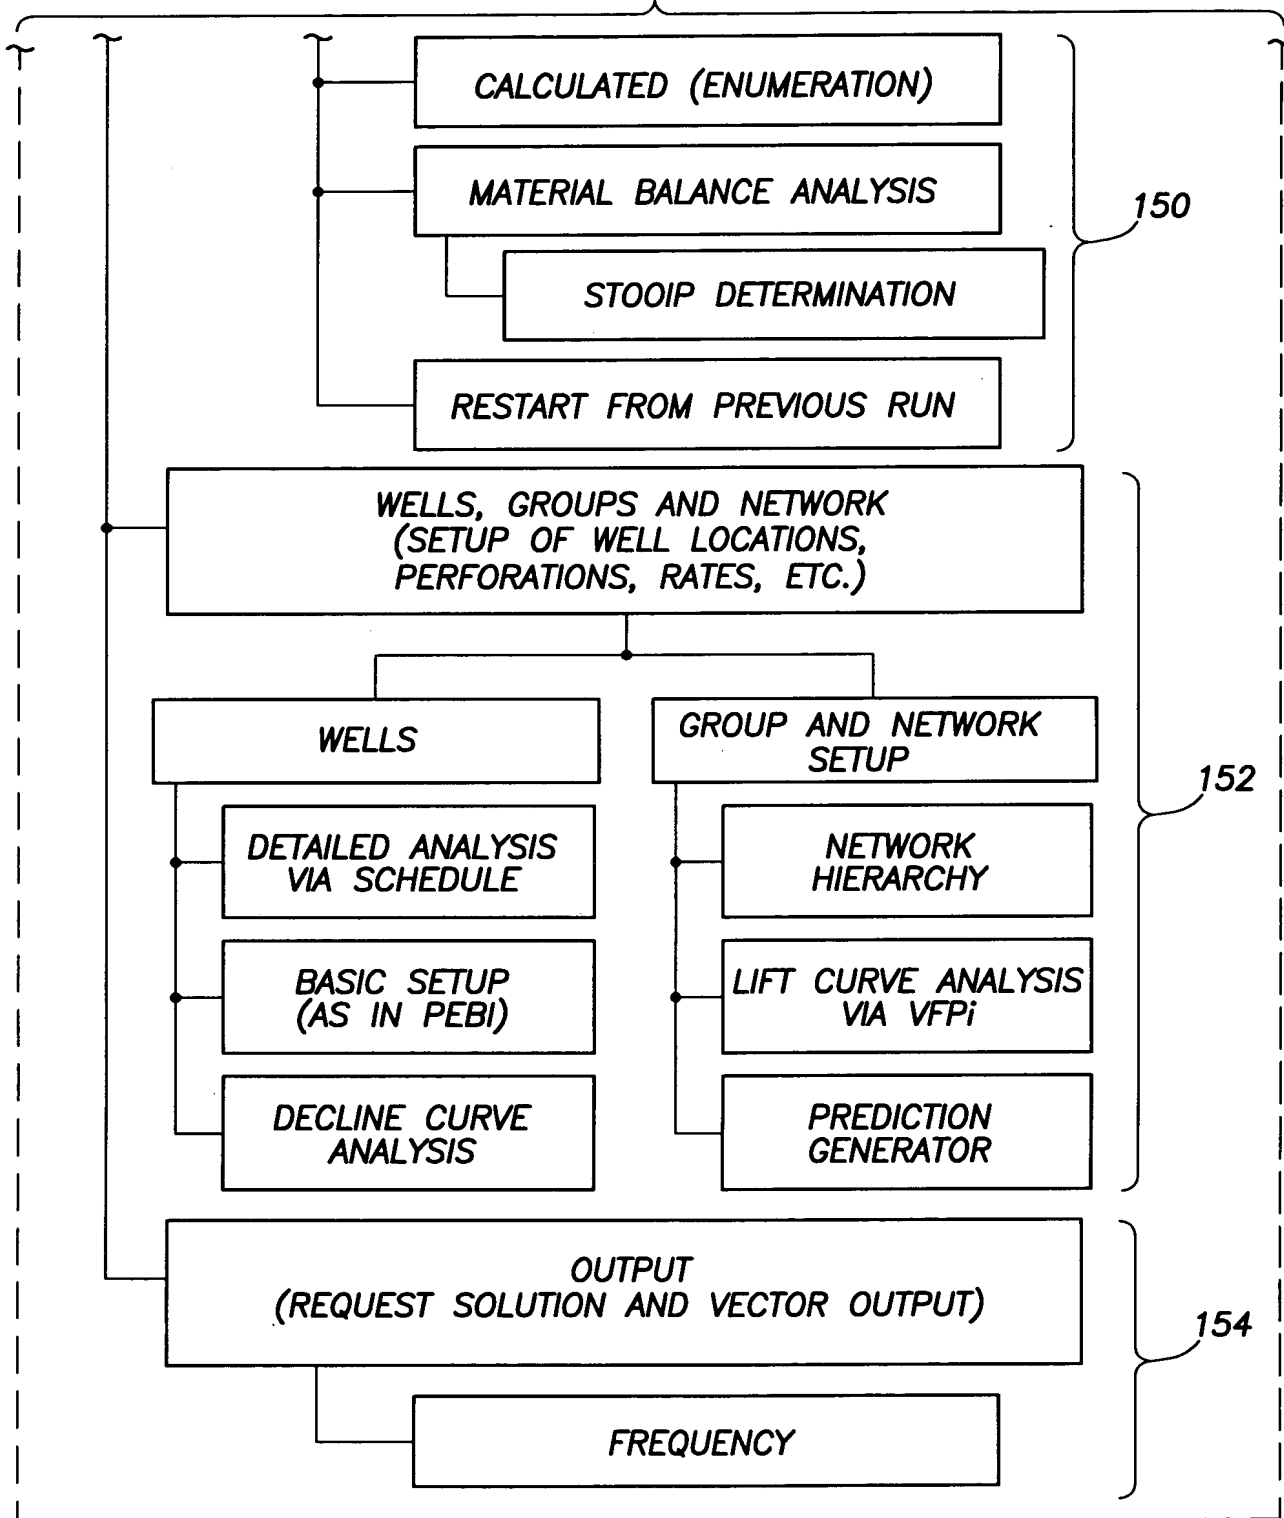 CALCULATED (ENUMERATION)
MATERIAL BALANCE ANALYSIS
150
STOOIP DETERMINATION
RESTART FROM PREVIOUS RUN
WELLS, GROUPS AND NETWORK
(SETUP OF WELL LOCATIONS,
PERFORATIONS, RATES, ETC.)
WELLS
GROUP AND NETWORK
SETUP
152
DETAILED ANALYSIS
VIA SCHEDULE
NETWORK
HIERARCHY
BASIC SETUP
(AS IN PEBI)
LIFT CURVE ANALYSIS
VIA VFPi
DECLINE CURVE
ANALYSIS
PREDICTION
GENERATOR
OUTPUT
(REQUEST SOLUTION AND VECTOR OUTPUT)
154
FREQUENCY